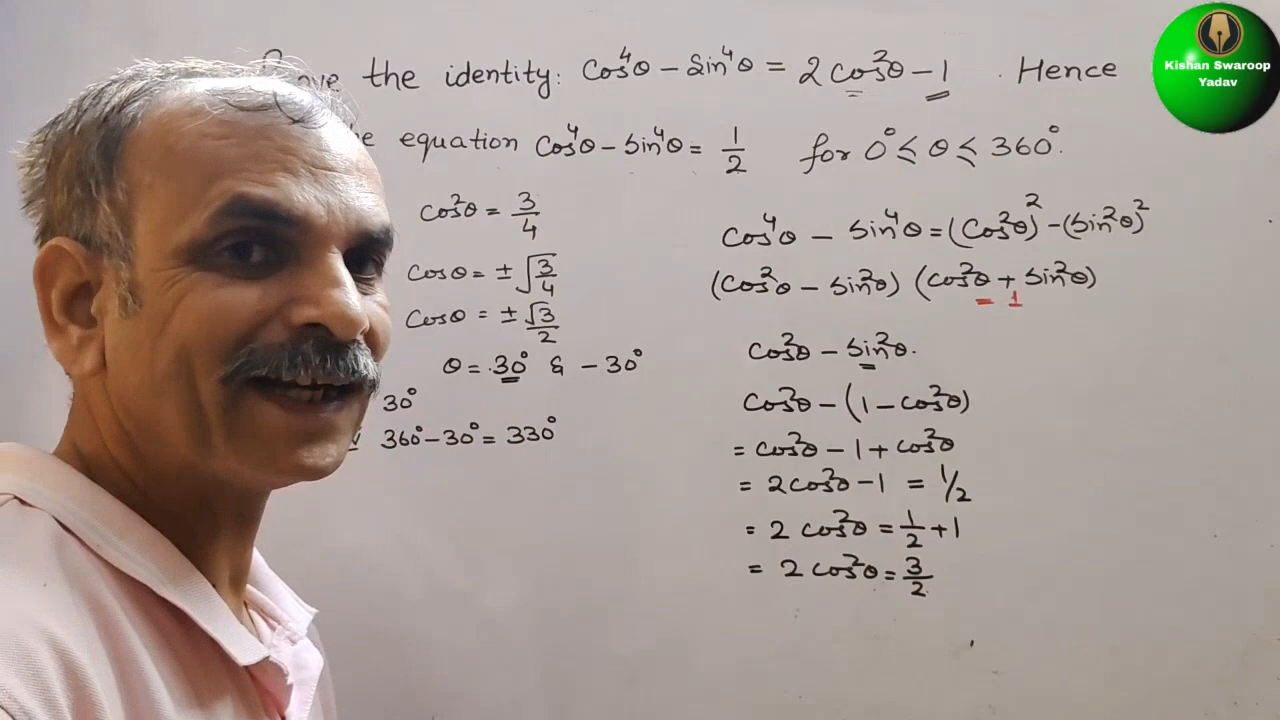 the identity: cos⁴θ − sin⁴θ = 2cos²θ − 1 . Hence
equation cos⁴θ − sin⁴θ = 1/2 for 0° ≤ θ ≤ 360°.
cos²θ = 3/4
cosθ = ±√3/4
cosθ = ±√3/2
θ = 30° & −30°
30°
360° − 30° = 330°
cos⁴θ − sin⁴θ = (cos²θ)² − (sin²θ)²
(cos²θ − sin²θ) (cos²θ + sin²θ)
1
cos²θ − sin²θ.
cos²θ − (1 − cos²θ)
= cos²θ − 1 + cos²θ
= 2cos²θ − 1 = 1/2
= 2 cos²θ = 1/2 + 1
= 2 cos²θ = 3/2
Kishan Swaroop
Yadav